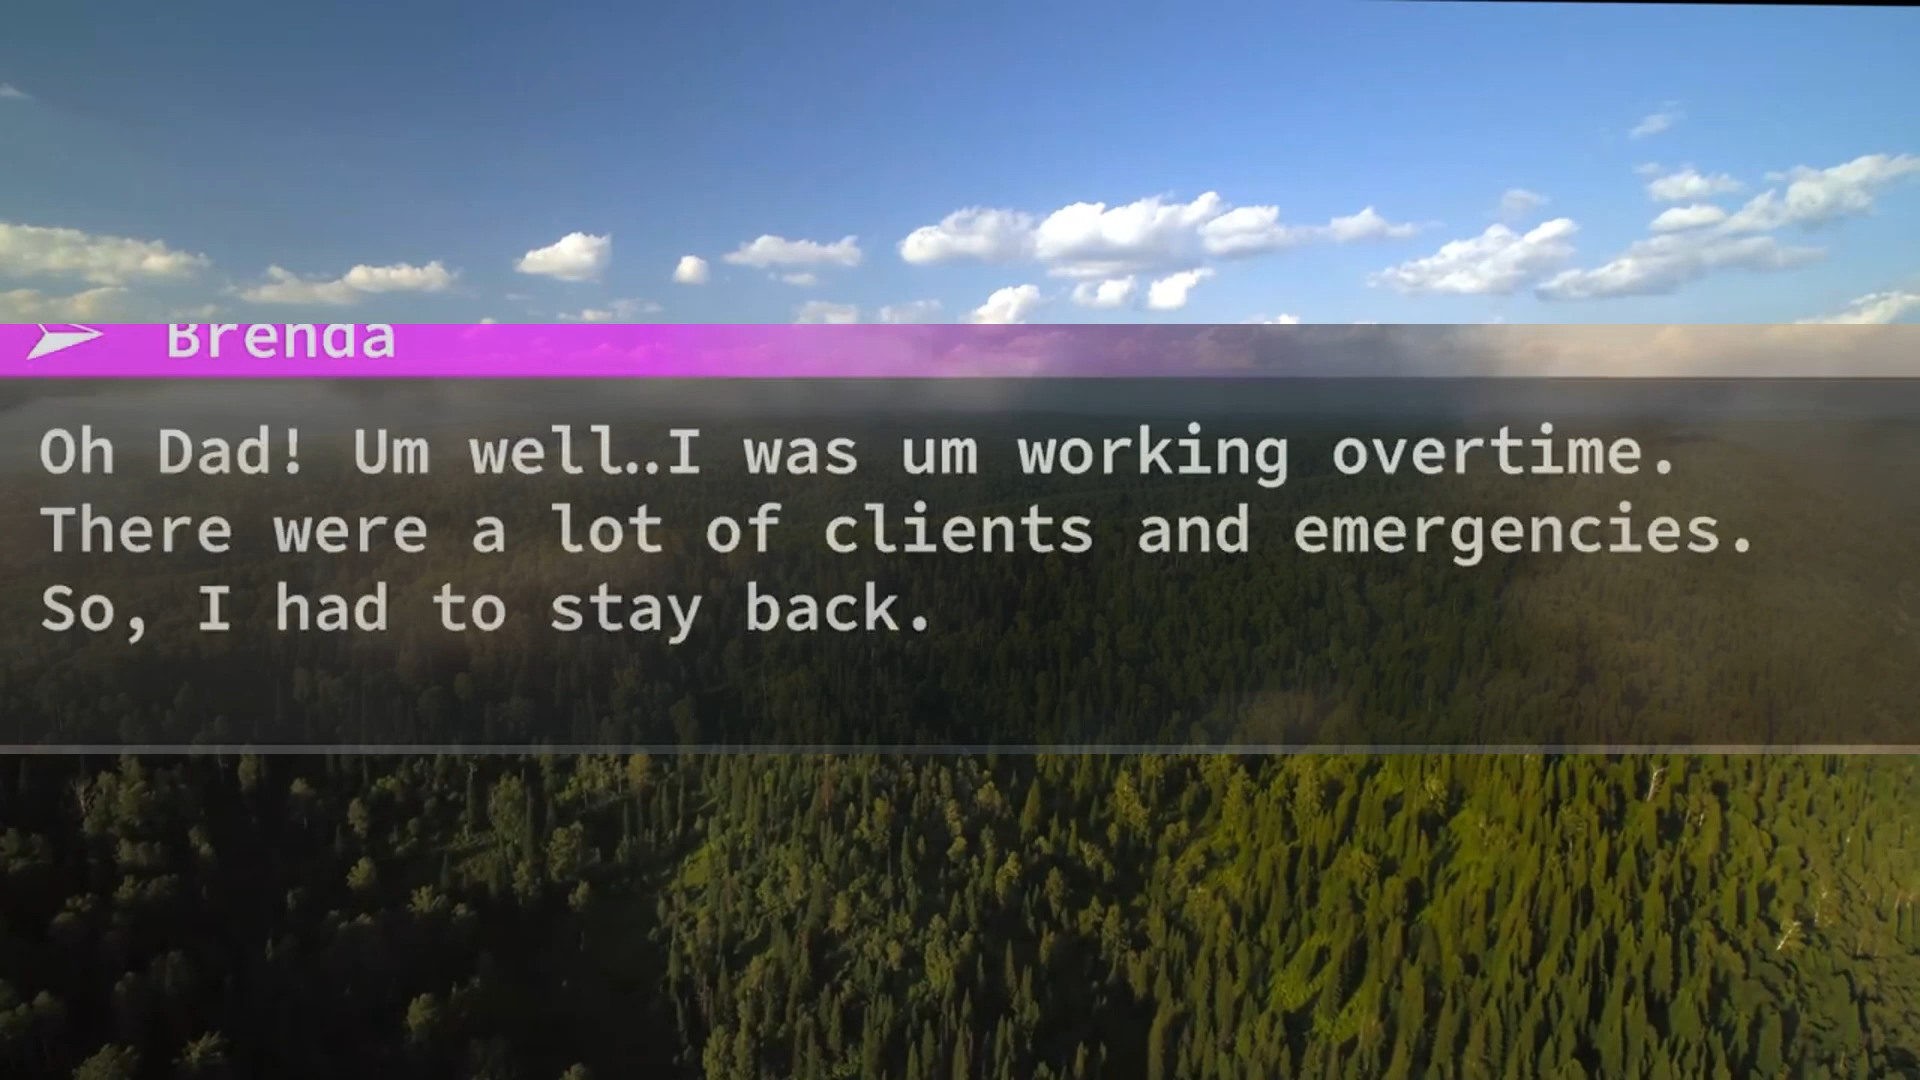 Brenda
Oh Dad! Um well..I was um working overtime.
There were a lot of clients and emergencies.
So, I had to stay back.